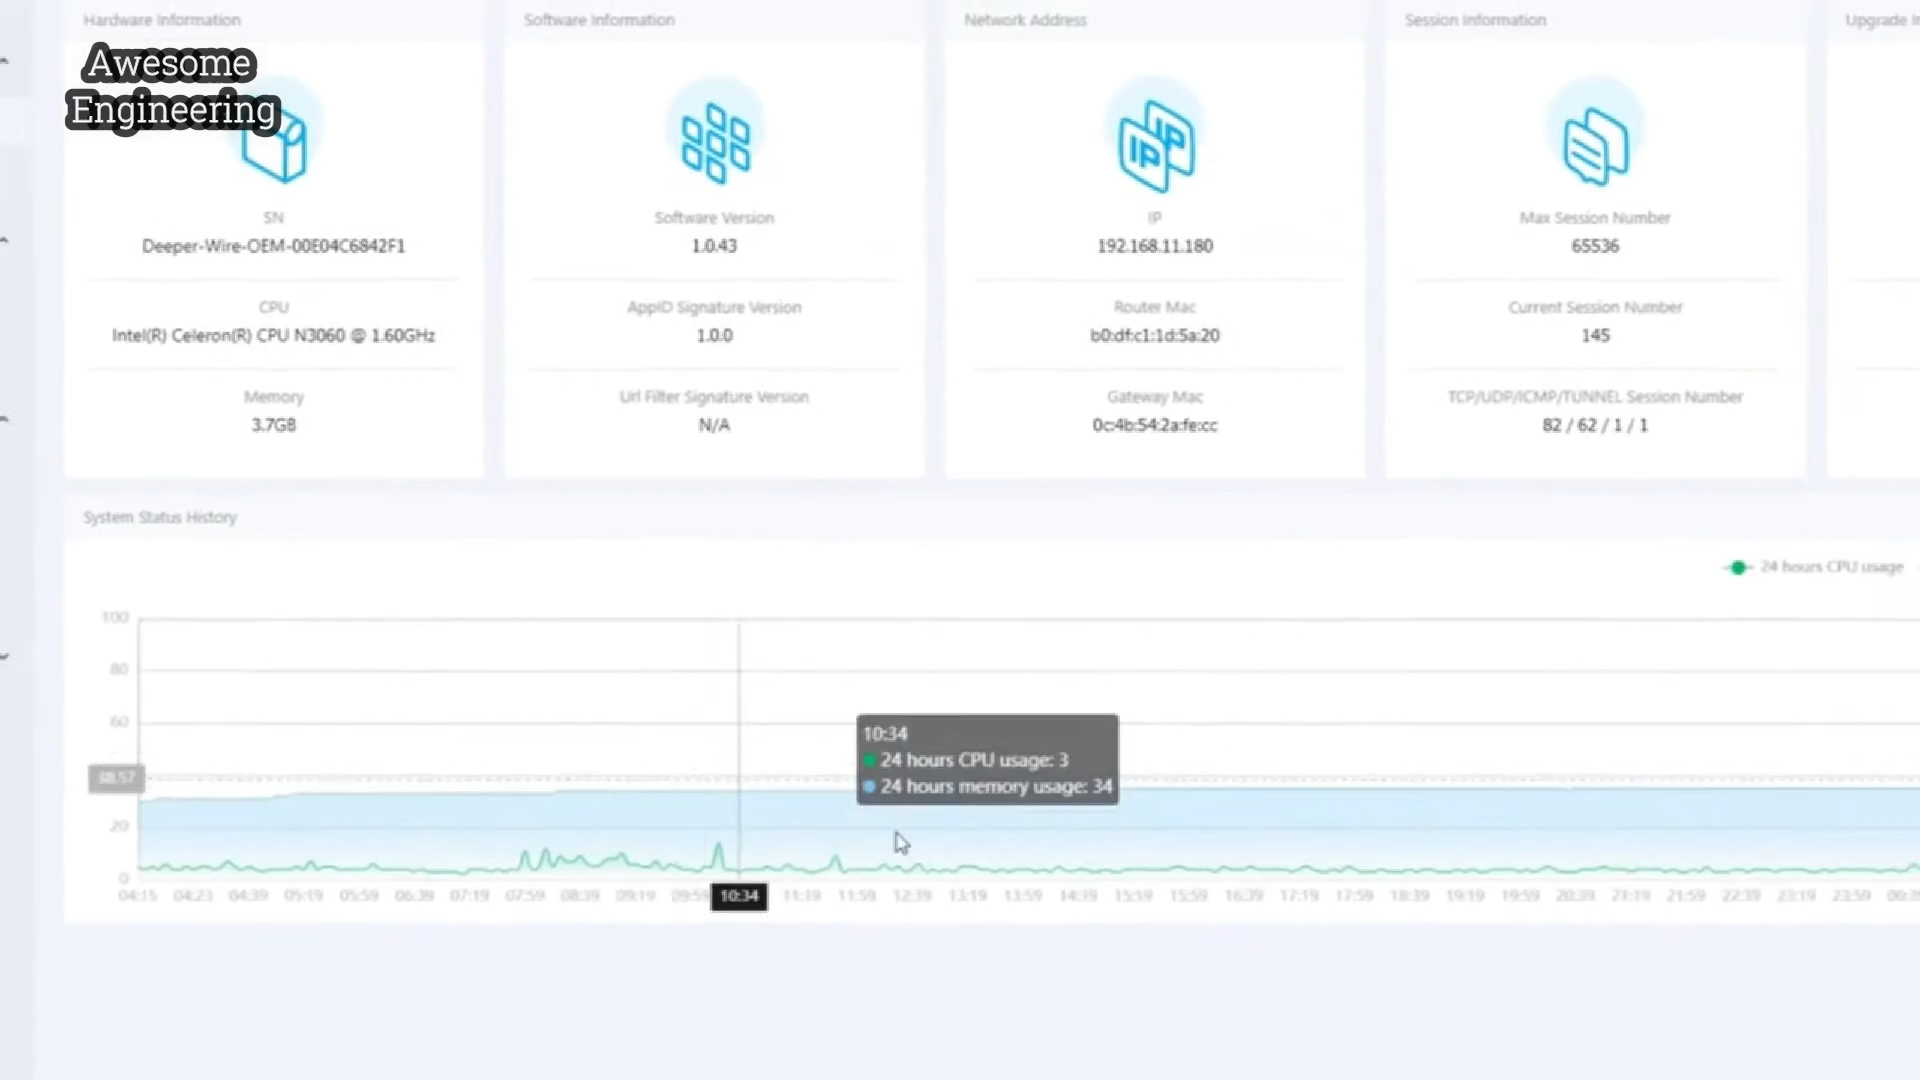 Hardware Information
Software Information
Network Address
Session Information
Upgrade
Awesome
Engineering
IP
IP
SN
Software Version
IP
Max Session Number
Deeper-Wire-OEM-00E04C6842F1
1.0.43
192.168.11.180
65536
CPU
AppID Signature Version
Router Mac
Current Session Number
Intel(R) Celeron(R) CPU N3060 @ 1.60GHz
1.0.0
b0:df:c1:1d:5a:20
145
Memory
Url Filter Signature Version
Gateway Mac
TCP/UDP/ICMP/TUNNEL Session Number
3.7GB
N/A
0c:4b:54:2a:fe:cc
82 / 62 / 1 / 1
System Status History
24 hours CPU usage
100
80
60
10:34
24 hours CPU usage: 3
24 hours memory usage: 34
38.57
20
0
04:15 04:23 04:39 05:19 05:59 06:39 07:19 07:59 08:39 09:19 09:59 10:34 11:19 11:59 12:39 13:19 13:59 14:39 15:19 15:59 16:39 17:19 17:59 18:39 19:19 19:59 20:39 21:19 21:59 22:39 23:19 23:59